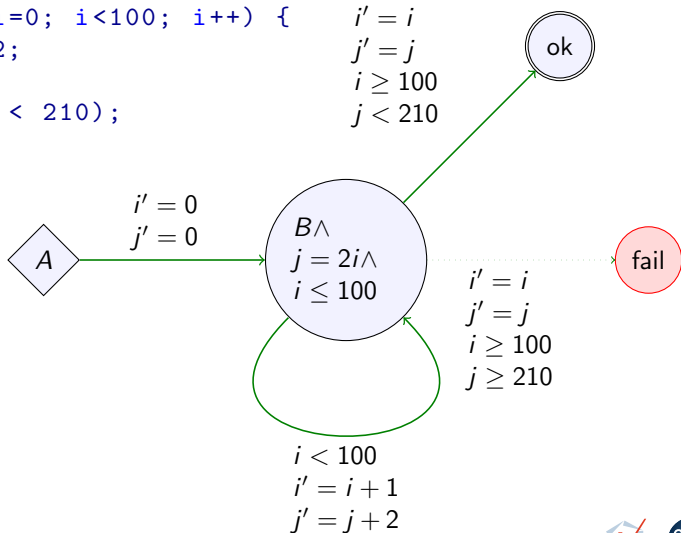 =0; i<100; i++) {
2;
< 210);
i′ = i
j′ = j
i ≥ 100
j < 210
ok
i′ = 0
j′ = 0
A
B∧
j = 2i∧
i ≤ 100
fail
i′ = i
j′ = j
i ≥ 100
j ≥ 210
i < 100
i′ = i + 1
j′ = j + 2